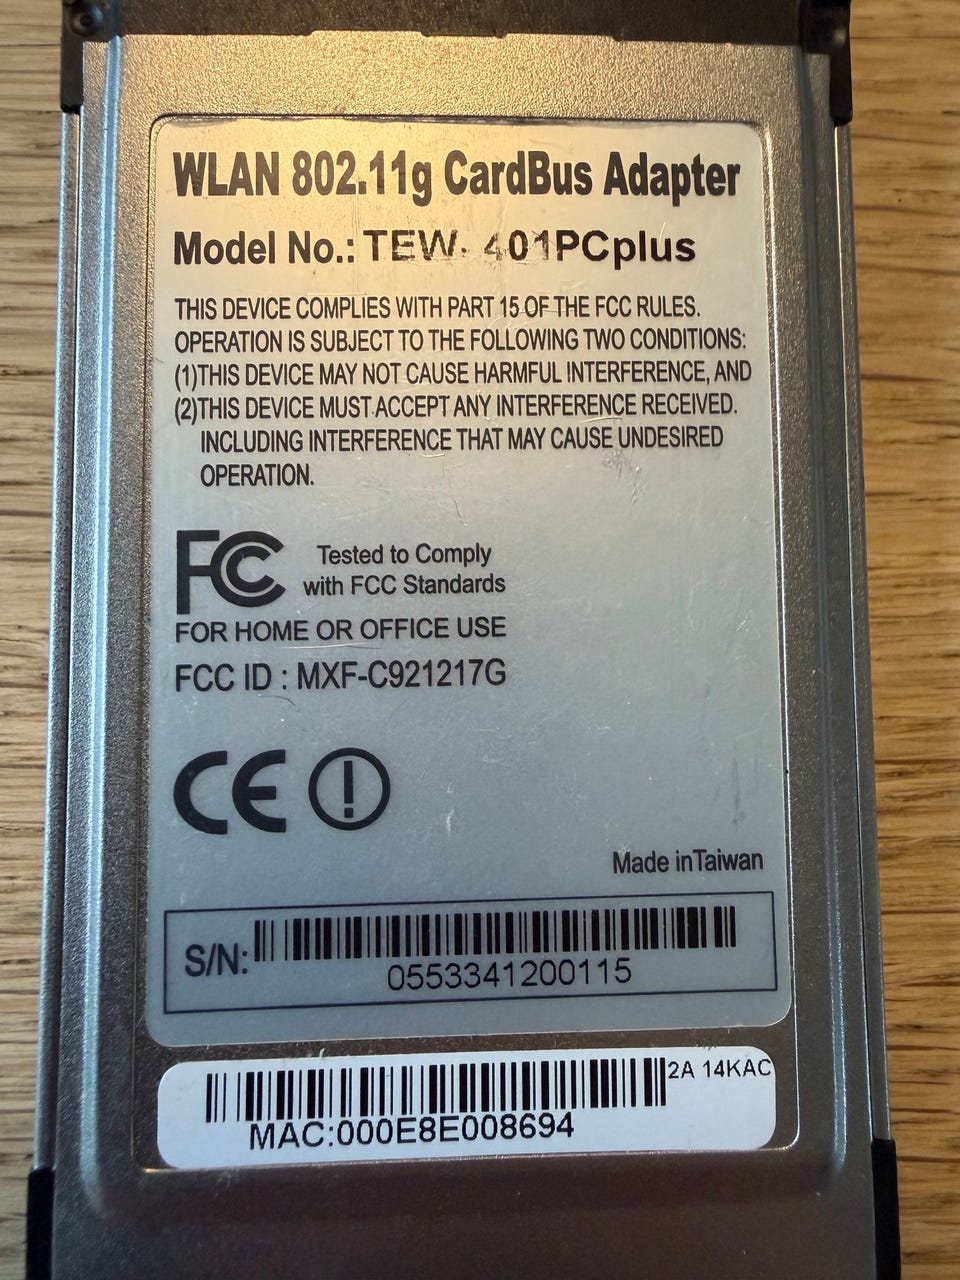 WLAN 802.11g CardBus Adapter
Model No.: TEW- 401PCplus
THIS DEVICE COMPLIES WITH PART 15 OF THE FCC RULES.
OPERATION IS SUBJECT TO THE FOLLOWING TWO CONDITIONS:
(1)THIS DEVICE MAY NOT CAUSE HARMFUL INTERFERENCE, AND
(2)THIS DEVICE MUST ACCEPT ANY INTERFERENCE RECEIVED.
INCLUDING INTERFERENCE THAT MAY CAUSE UNDESIRED
OPERATION.
FC Tested to Comply
with FCC Standards
FOR HOME OR OFFICE USE
FCC ID : MXF-C921217G
CE
Made inTaiwan
S/N:
0553341200115
2A 14KAC
MAC:000E8E008694